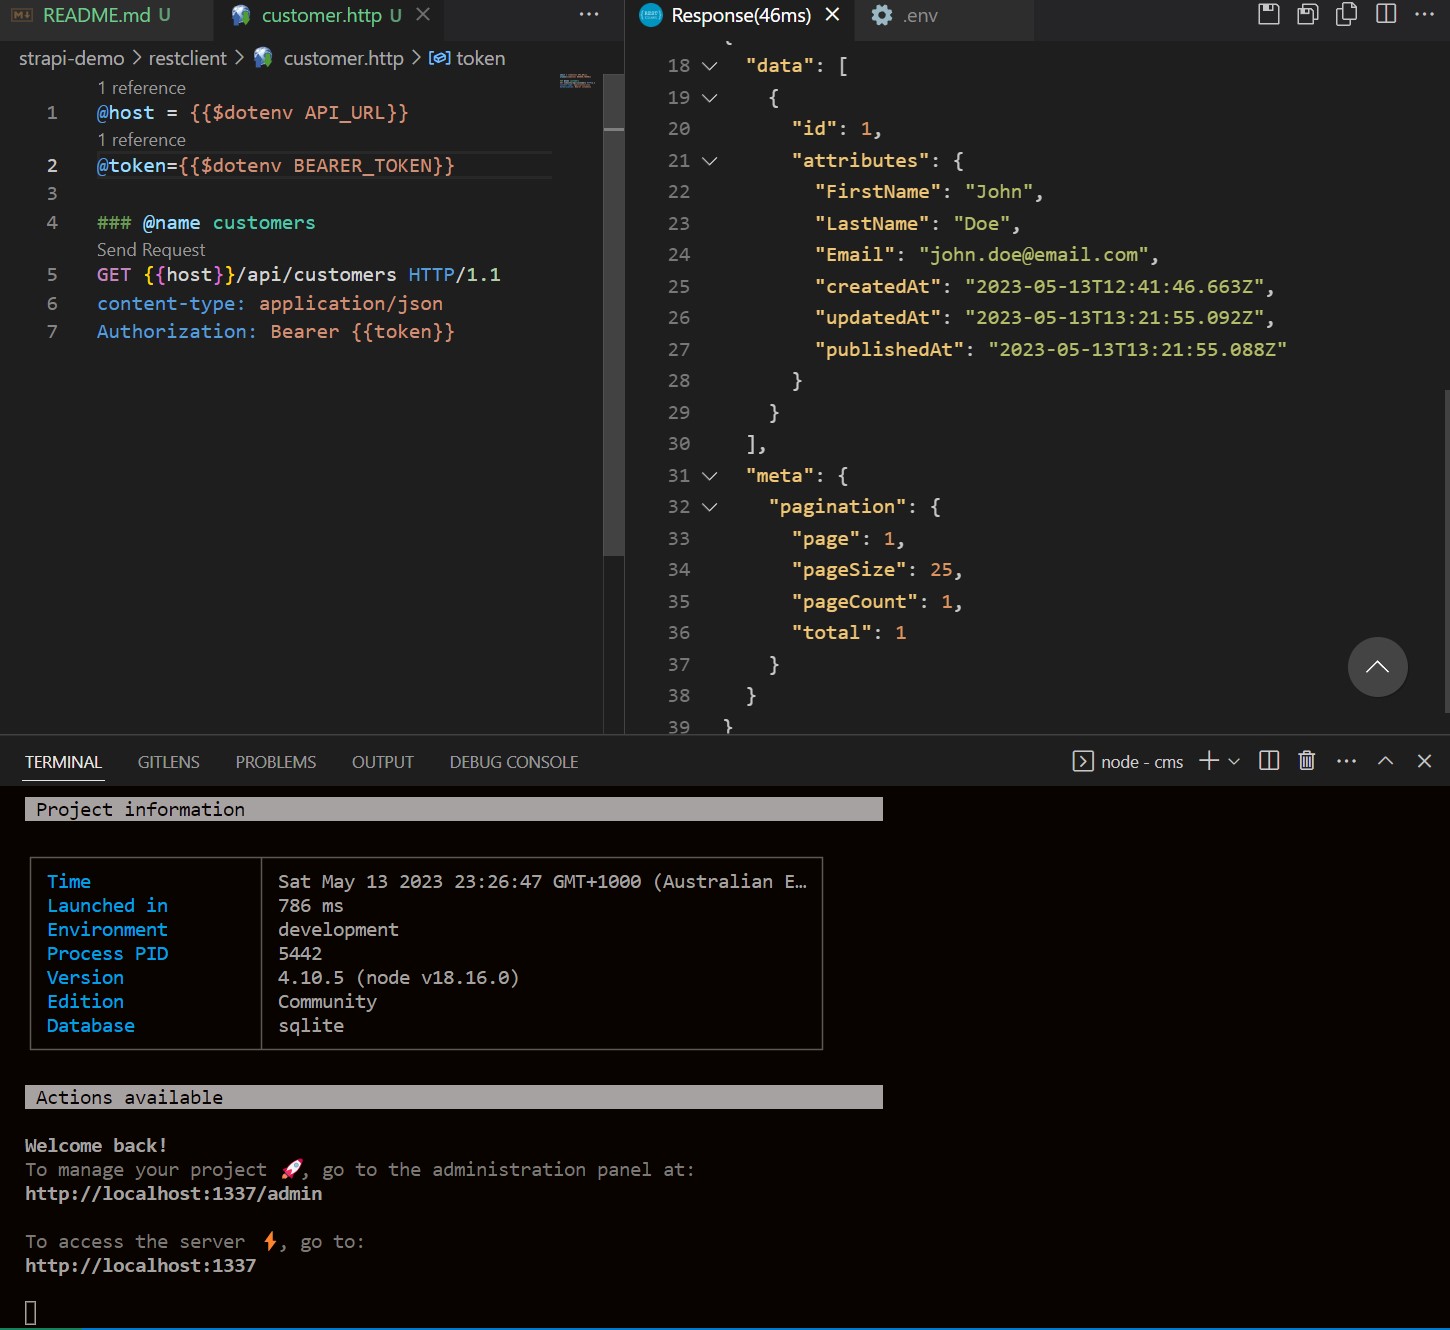 README.md U
customer.http U
strapi-demo > restclient > customer.http > token
1 reference
1 @host = {{$dotenv API_URL}}
1 reference
2 @token={{$dotenv BEARER_TOKEN}}
3
4 ### @name customers
Send Request
5 GET {{host}}/api/customers HTTP/1.1
6 content-type: application/json
7 Authorization: Bearer {{token}}
Response(46ms)
.env
18 "data": [
19 {
20 "id": 1,
21 "attributes": {
22 "FirstName": "John",
23 "LastName": "Doe",
24 "Email": "john.doe@email.com",
25 "createdAt": "2023-05-13T12:41:46.663Z",
26 "updatedAt": "2023-05-13T13:21:55.092Z",
27 "publishedAt": "2023-05-13T13:21:55.088Z"
28 }
29 }
30 ],
31 "meta": {
32 "pagination": {
33 "page": 1,
34 "pageSize": 25,
35 "pageCount": 1,
36 "total": 1
37 }
38 }
39 }
TERMINAL GITLENS PROBLEMS OUTPUT DEBUG CONSOLE
node - cms
Project information
Time Sat May 13 2023 23:26:47 GMT+1000 (Australian E…
Launched in 786 ms
Environment development
Process PID 5442
Version 4.10.5 (node v18.16.0)
Edition Community
Database sqlite
Actions available
Welcome back!
To manage your project 🚀, go to the administration panel at:
http://localhost:1337/admin
To access the server ⚡, go to:
http://localhost:1337